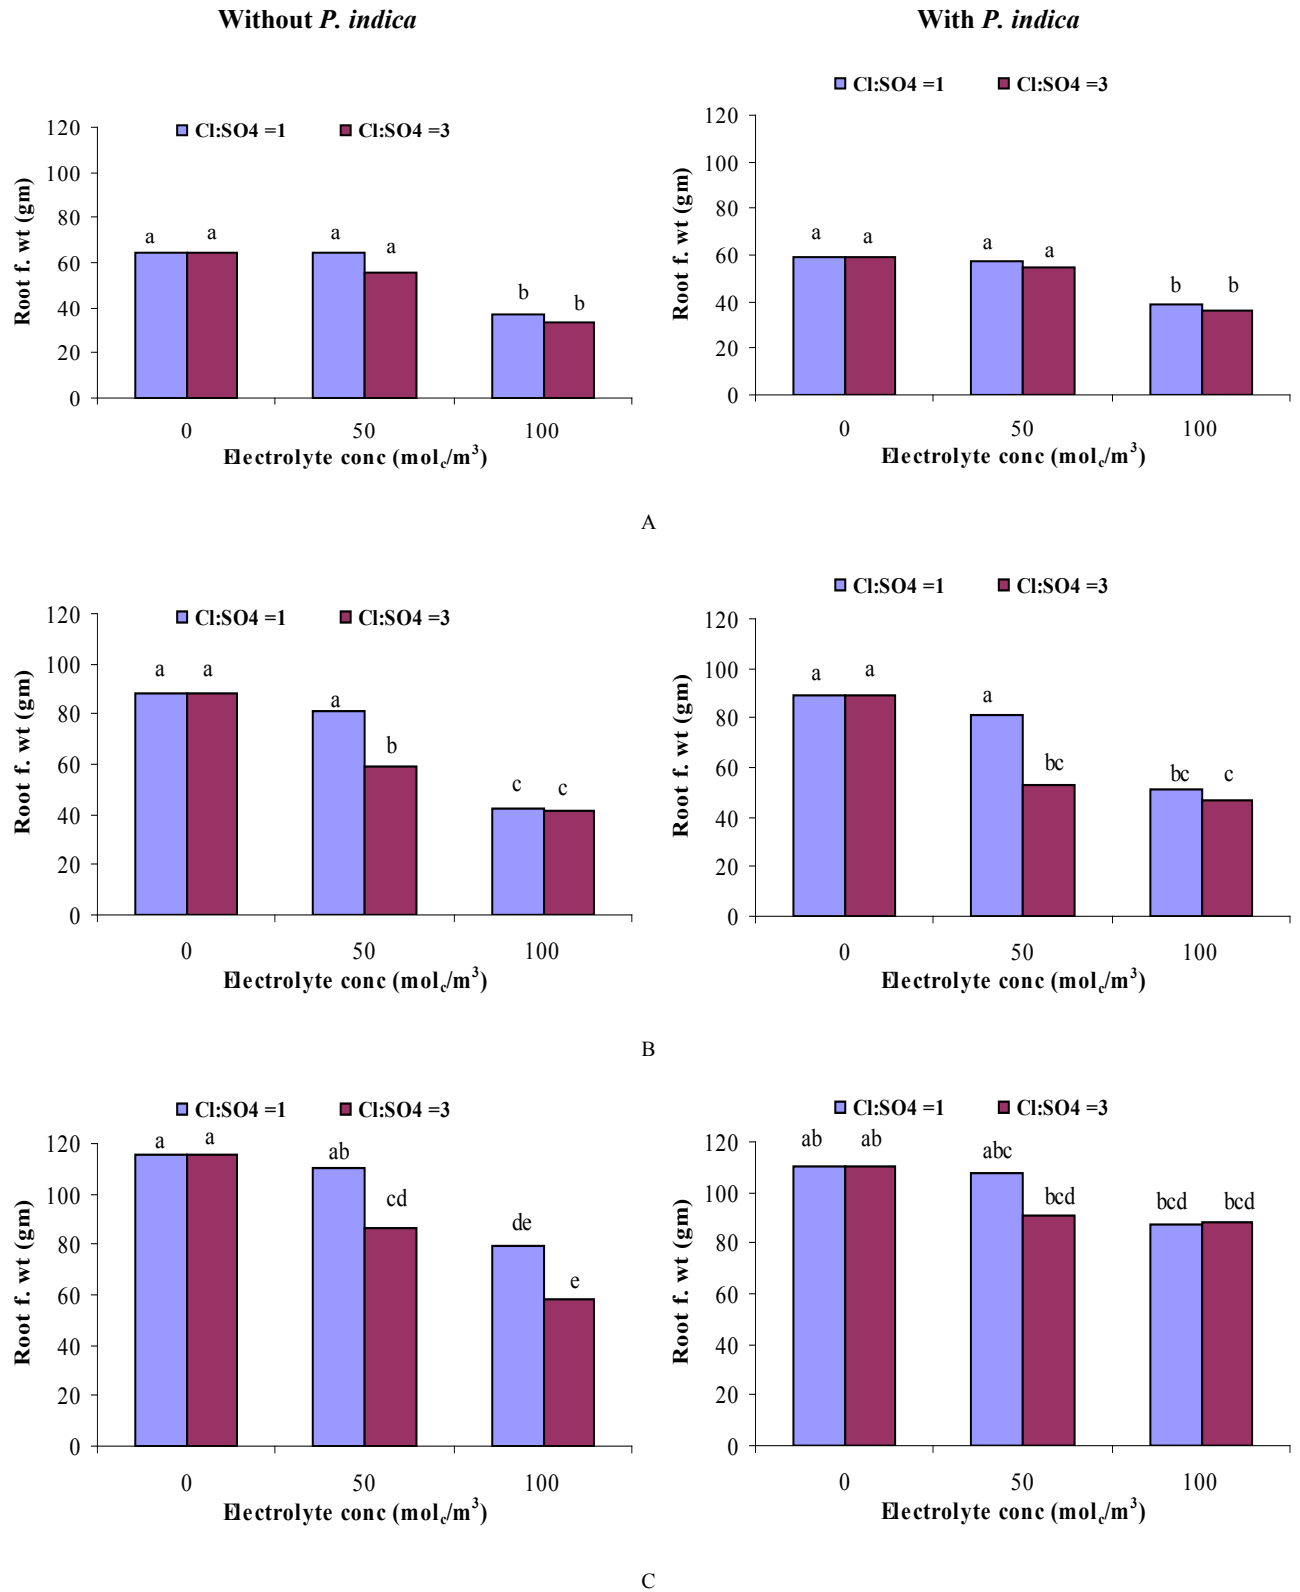 Without P. indica
With P. indica
Cl:SO4 =1 Cl:SO4 =3
120
100
80
60
40
20
0
Root f. wt (gm)
a a a a b b
0 50 100
Electrolyte conc (molc/m3)
Cl:SO4 =1 Cl:SO4 =3
120
100
80
60
40
20
0
Root f. wt (gm)
a a a a b b
0 50 100
Electrolyte conc (molc/m3)
A
Cl:SO4 =1 Cl:SO4 =3
120
100
80
60
40
20
0
Root f. wt (gm)
a a a b c c
0 50 100
Electrolyte conc (molc/m3)
Cl:SO4 =1 Cl:SO4 =3
120
100
80
60
40
20
0
Root f. wt (gm)
a a a bc bc c
0 50 100
Electrolyte conc (molc/m3)
B
Cl:SO4 =1 Cl:SO4 =3
120
100
80
60
40
20
0
Root f. wt (gm)
a a ab cd de e
0 50 100
Electrolyte conc (molc/m3)
Cl:SO4 =1 Cl:SO4 =3
120
100
80
60
40
20
0
Root f. wt (gm)
ab ab abc bcd bcd bcd
0 50 100
Electrolyte conc (molc/m3)
C